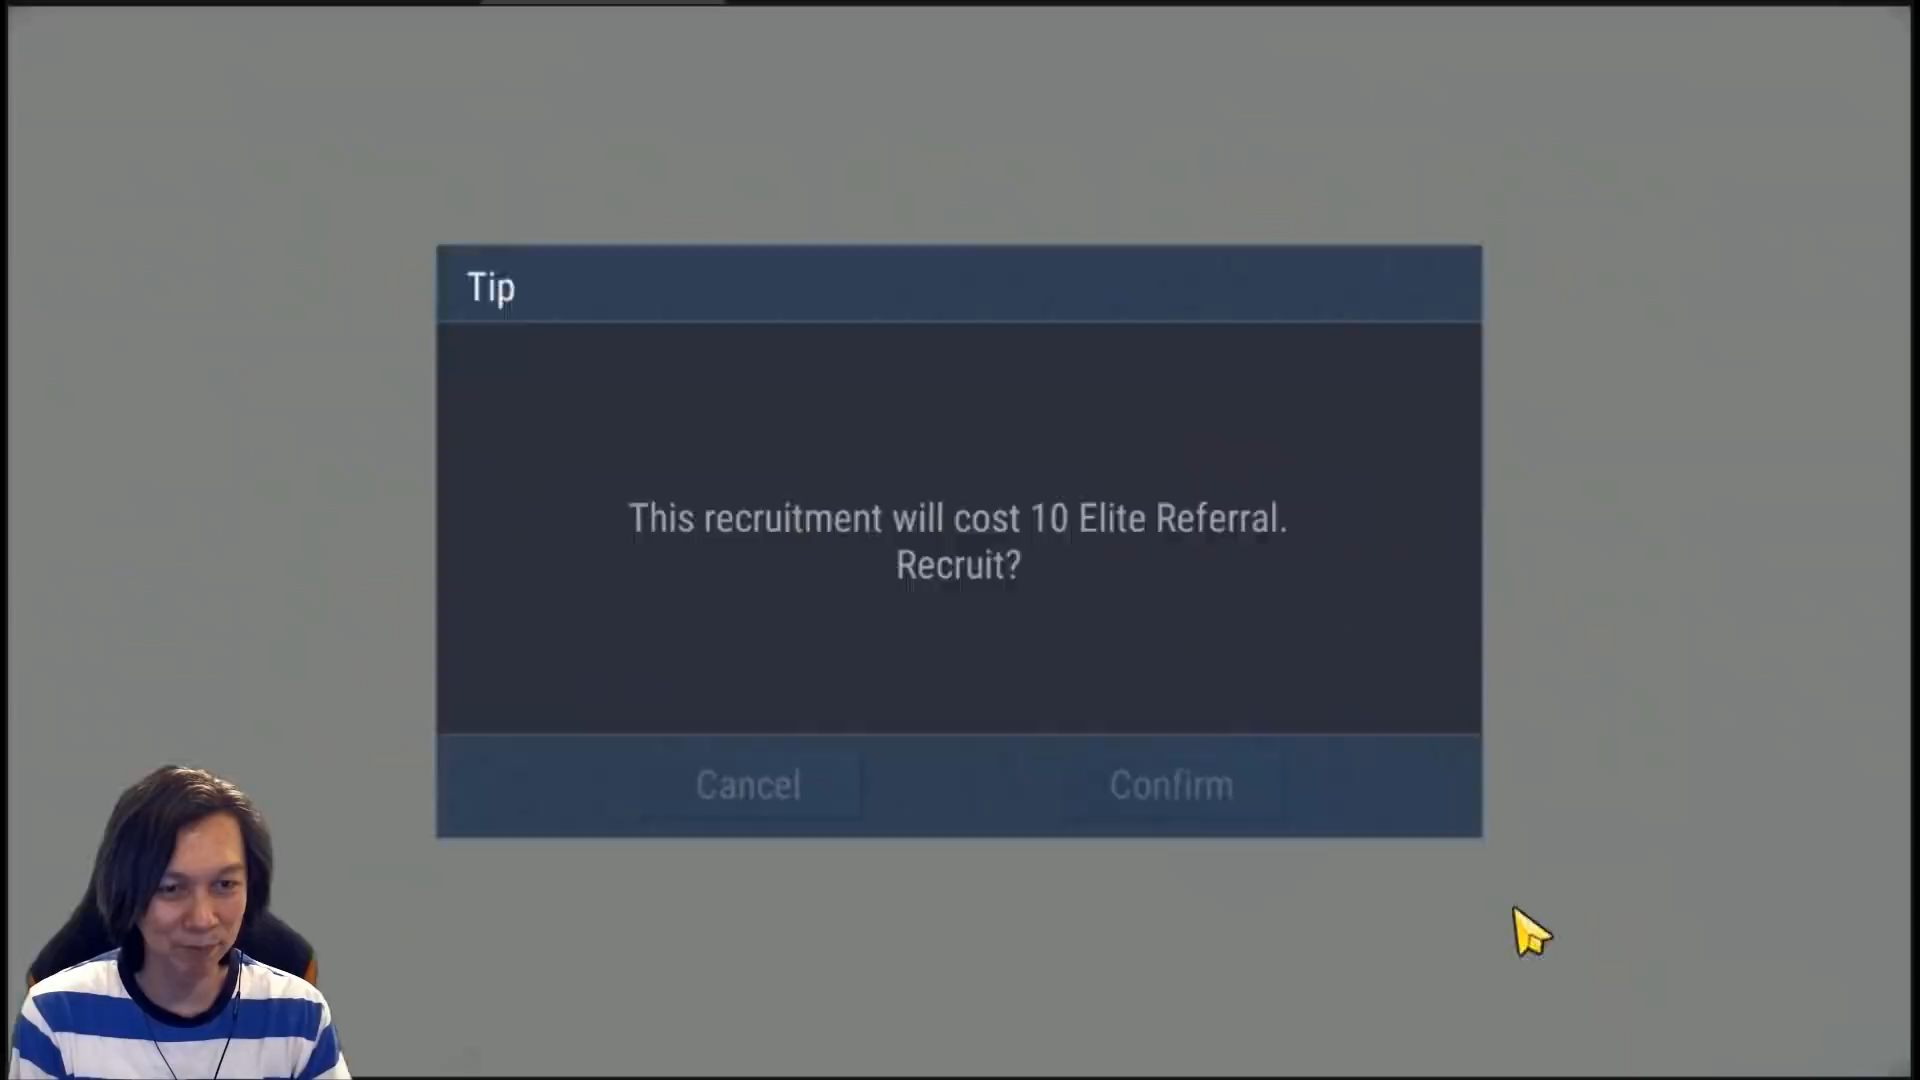 Tip
This recruitment will cost 10 Elite Referral.
Recruit?
Cancel
Confirm